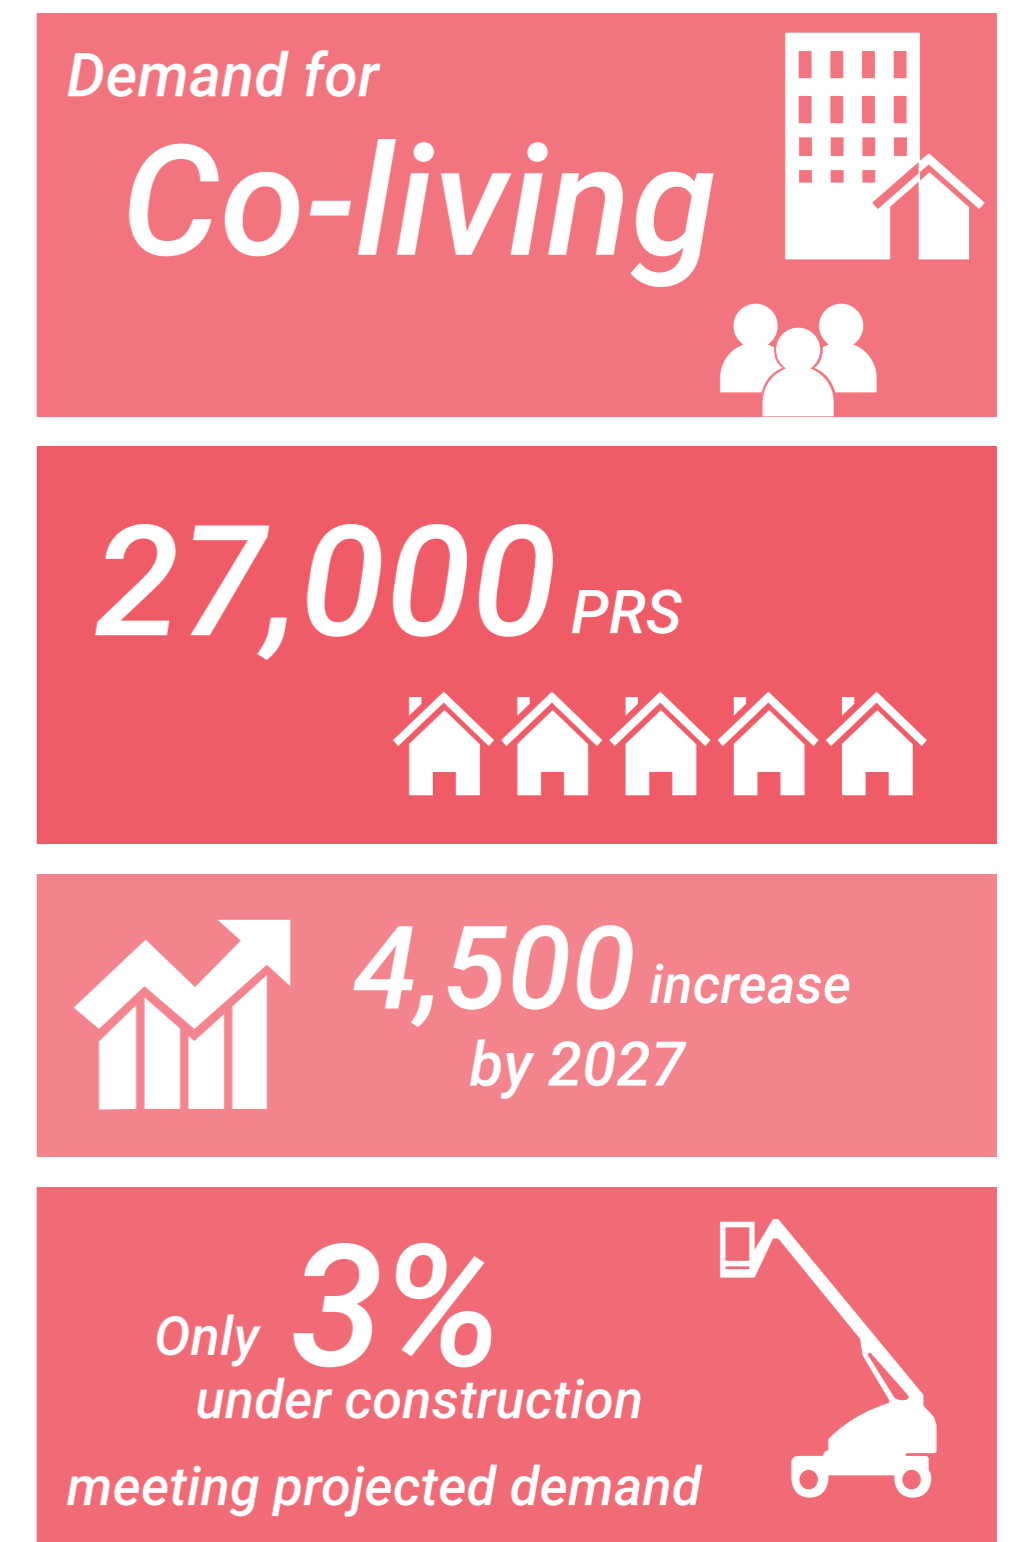 Demand for
Co-living
27,000 PRS
4,500 increase
by 2027
Only 3%
under construction
meeting projected demand